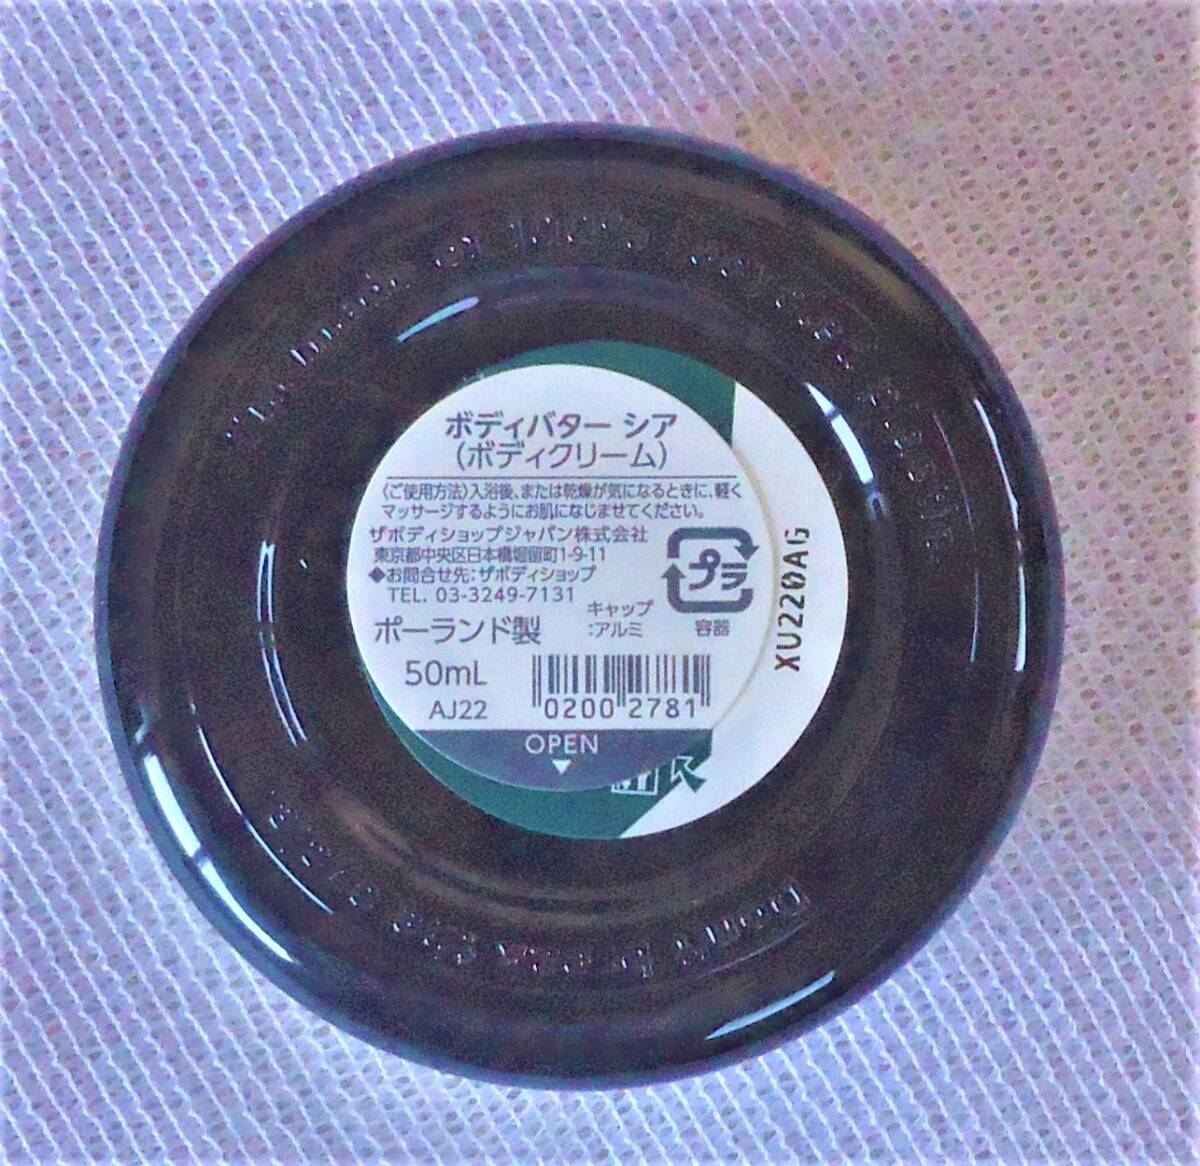 ボディバター シア
（ボディクリーム）
〈ご使用方法〉入浴後、または乾燥が気になるときに、軽く
マッサージするようにお肌になじませてください。
ザボディショップジャパン株式会社
東京都中央区日本橋堀留町1-9-11
◆お問合せ先：ザボディショップ
TEL. 03-3249-7131
ポーランド製
キャップ
：アルミ
プラ
容器
50mL
AJ22
0200 2781
OPEN
XU220AG